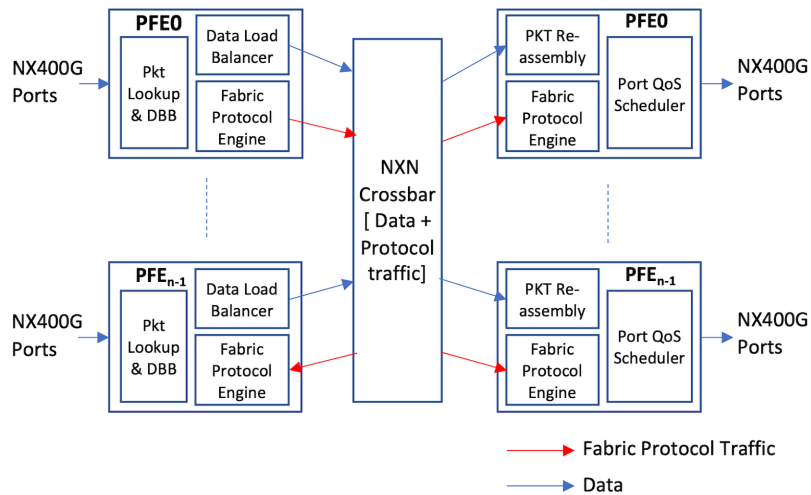 PFE0
NX400G
Ports
Pkt
Lookup
& DBB
Data Load
Balancer
Fabric
Protocol
Engine
NXN
Crossbar
[ Data +
Protocol
traffic]
PFE0
PKT Re-
assembly
Fabric
Protocol
Engine
Port QoS
Scheduler
NX400G
Ports
PFEn-1
NX400G
Ports
Pkt
Lookup
& DBB
Data Load
Balancer
Fabric
Protocol
Engine
PFEn-1
PKT Re-
assembly
Fabric
Protocol
Engine
Port QoS
Scheduler
NX400G
Ports
Fabric Protocol Traffic
Data